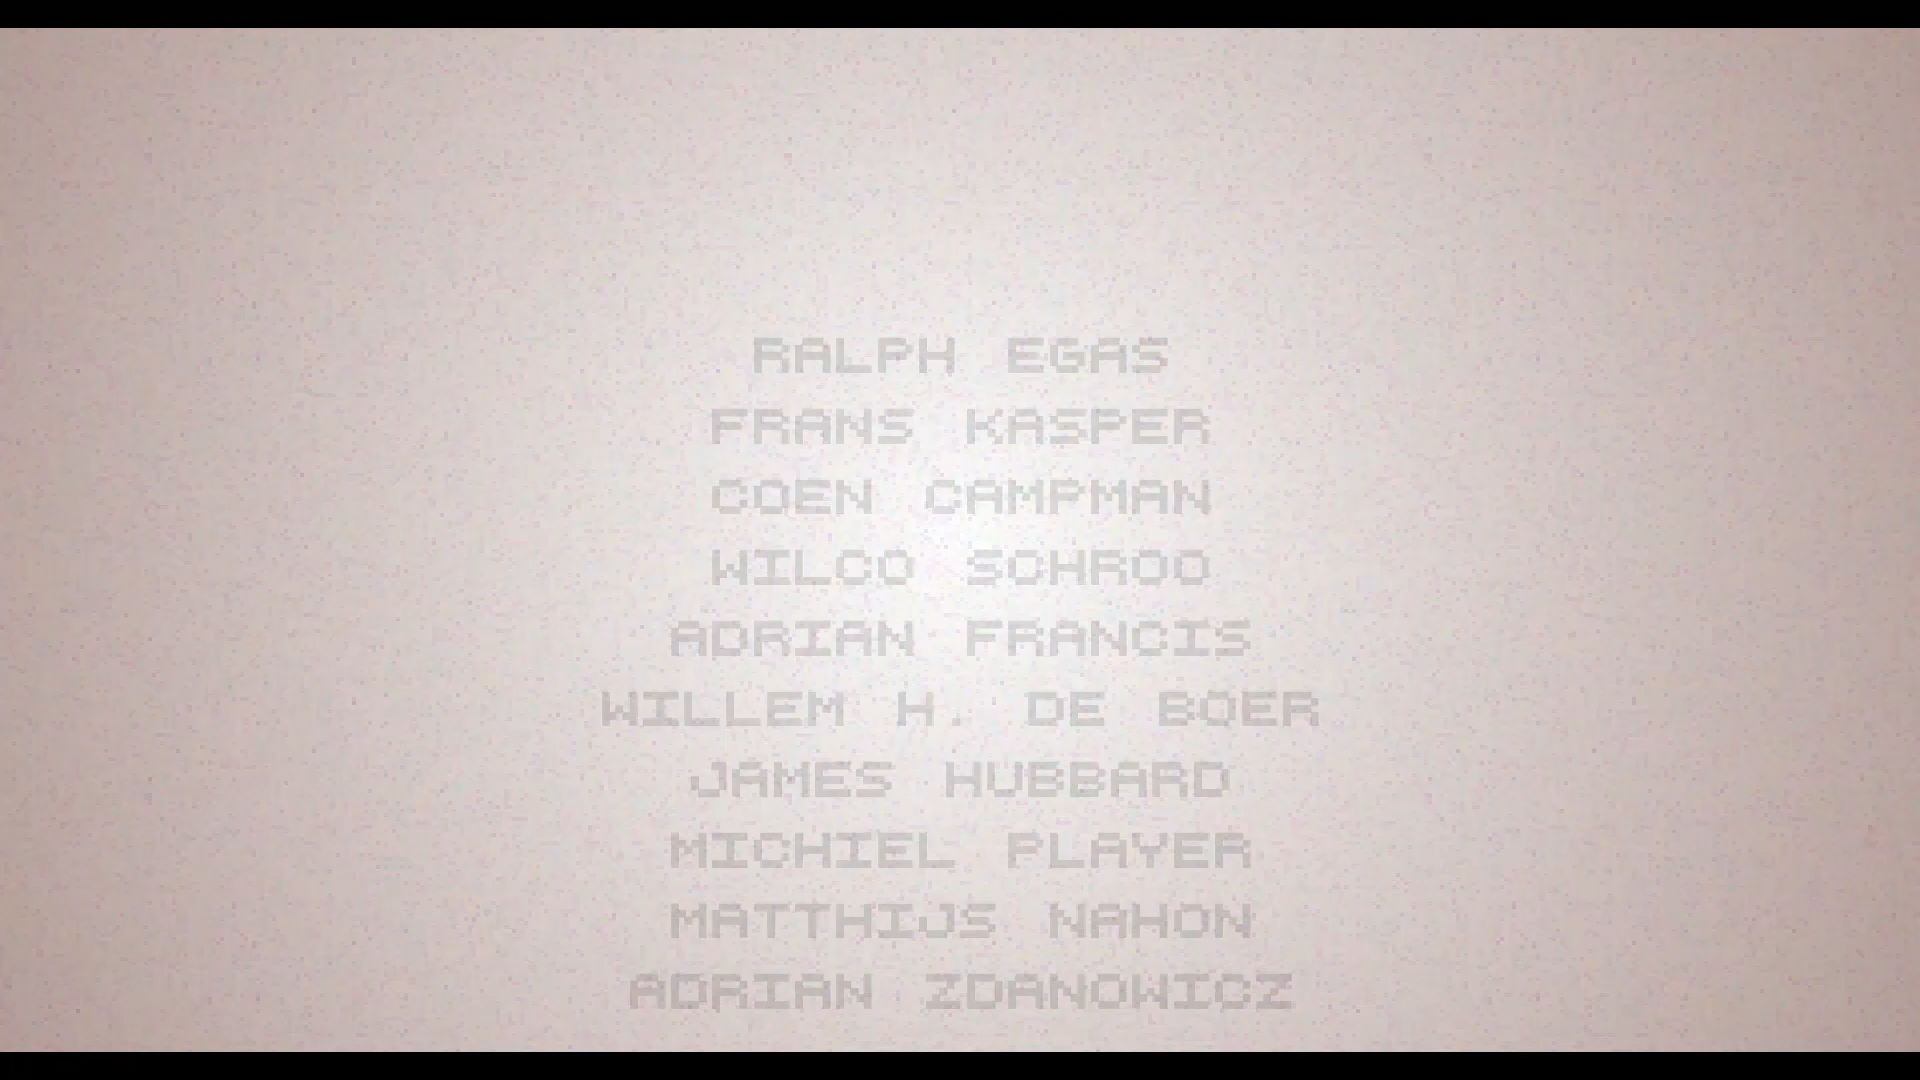 RALPH EGAS
FRANS KASPER
COEN CAMPMAN
WILCO SCHROO
ADRIAN FRANCIS
WILLEM H. DE BOER
JAMES HUBBARD
MICHIEL PLAYER
MATTHIJS NAHON
ADRIAN ZDANOWICZ